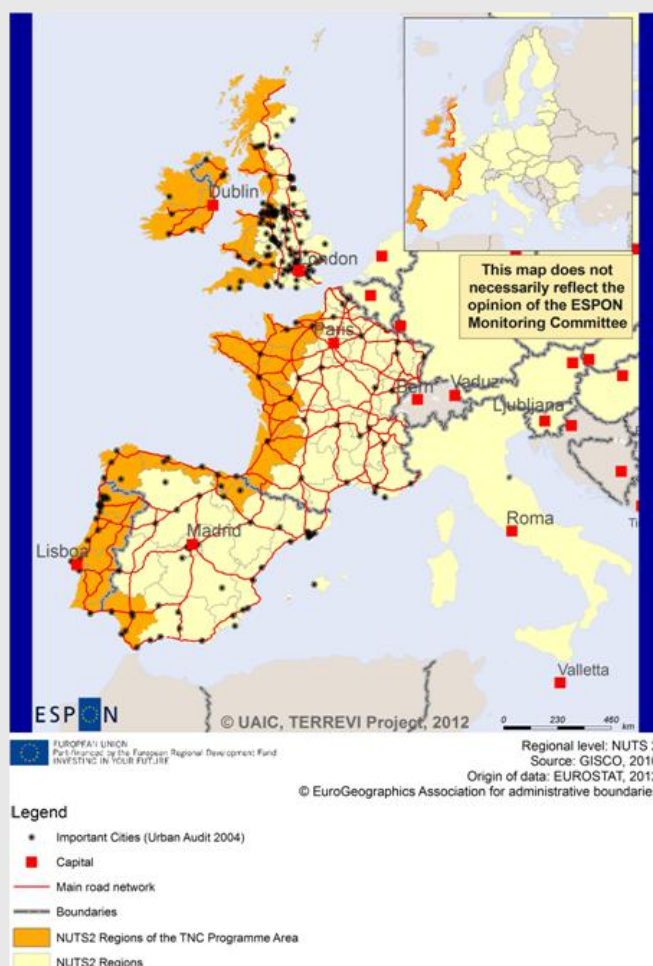 Dublin
London
This map does not
necessarily reflect the
opinion of the ESPON
Monitoring Committee
Paris
Bern
Vaduz
Ljubljana
Roma
Madrid
Lisboa
Valletta
ESPON
© UAIC, TERREVI Project, 2012
0 230 460
km
EUROPEAN UNION
Part-financed by the European Regional Development Fund
INVESTING IN YOUR FUTURE
Regional level: NUTS 2
Source: GISCO, 2010
Origin of data: EUROSTAT, 2012
© EuroGeographics Association for administrative boundaries
Legend
Important Cities (Urban Audit 2004)
Capital
Main road network
Boundaries
NUTS2 Regions of the TNC Programme Area
NUTS2 Regions